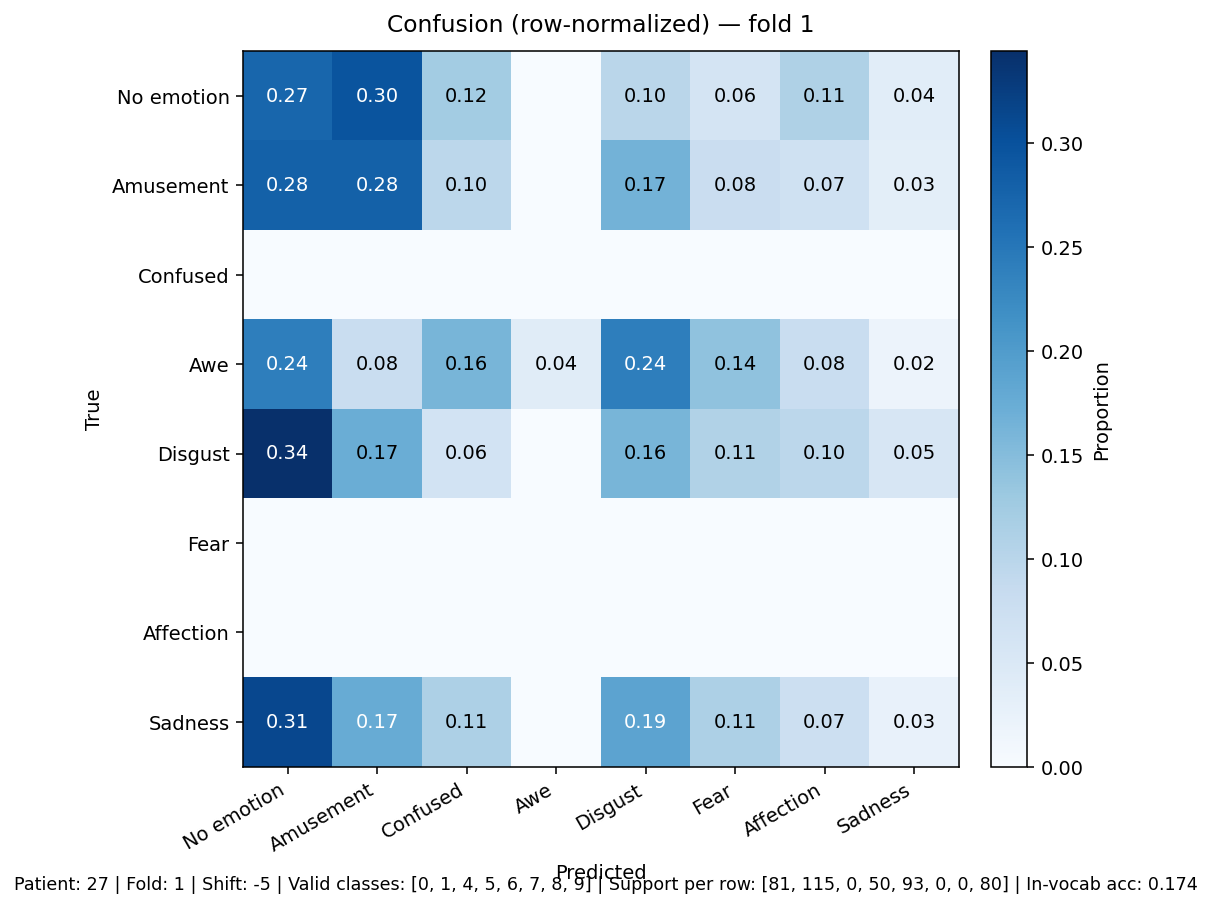 Confusion (row-normalized) — fold 1
No emotion 0.27 0.30 0.12 0.10 0.06 0.11 0.04
Amusement 0.28 0.28 0.10 0.17 0.08 0.07 0.03
Confused
Awe 0.24 0.08 0.16 0.04 0.24 0.14 0.08 0.02
Disgust 0.34 0.17 0.06 0.16 0.11 0.10 0.05
Fear
Affection
Sadness 0.31 0.17 0.11 0.19 0.11 0.07 0.03
True
No emotion Amusement Confused Awe Disgust Fear Affection Sadness
Predicted
0.30
0.25
0.20
0.15
0.10
0.05
0.00
Proportion
Patient: 27 | Fold: 1 | Shift: -5 | Valid classes: [0, 1, 4, 5, 6, 7, 8, 9] | Support per row: [81, 115, 0, 50, 93, 0, 0, 80] | In-vocab acc: 0.174